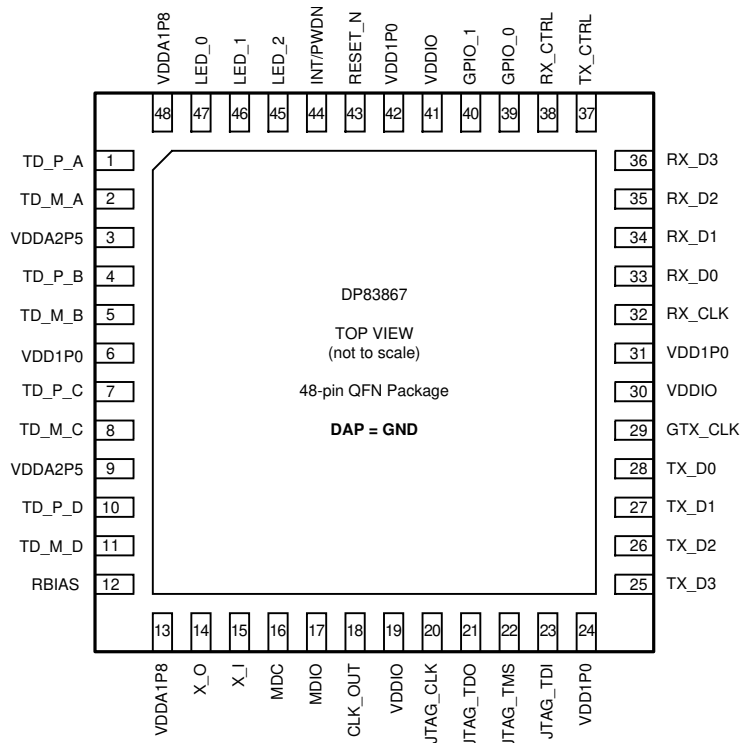 VDDA1P8
LED_0
LED_1
LED_2
INT/PWDN
RESET_N
VDD1P0
VDDIO
GPIO_1
GPIO_0
RX_CTRL
TX_CTRL
48 47 46 45 44 43 42 41 40 39 38 37
TD_P_A 1
36 RX_D3
TD_M_A 2
35 RX_D2
VDDA2P5 3
34 RX_D1
TD_P_B 4
33 RX_D0
TD_M_B 5
32 RX_CLK
VDD1P0 6
31 VDD1P0
TD_P_C 7
30 VDDIO
TD_M_C 8
29 GTX_CLK
VDDA2P5 9
28 TX_D0
TD_P_D 10
27 TX_D1
TD_M_D 11
26 TX_D2
RBIAS 12
25 TX_D3
DP83867
TOP VIEW
(not to scale)
48-pin QFN Package
DAP = GND
13 14 15 16 17 18 19 20 21 22 23 24
VDDA1P8
X_O
X_I
MDC
MDIO
CLK_OUT
VDDIO
JTAG_CLK
JTAG_TDO
JTAG_TMS
JTAG_TDI
VDD1P0